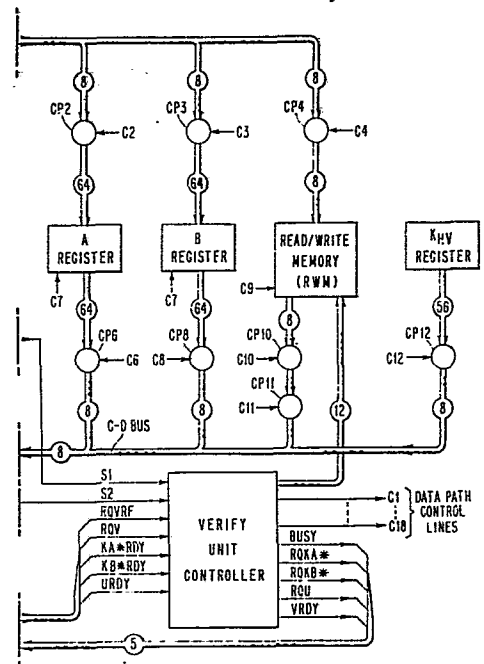 8 8 8
CP2 C2 CP3 C3 CP4 C4
64 64 8
A REGISTER
B REGISTER
READ/WRITE MEMORY (RWM)
KHV REGISTER
C7 C7 C9
64 64 8 56
CP6 C6 CP8 C8 CP10 C10 CP12 C12
CP11 C11
8 8 12 8
C-D BUS
8
S1
S2
RQVRF
RQV
KA*RDY
KB*RDY
URDY
VERIFY UNIT CONTROLLER
C1
C18
DATA PATH CONTROL LINES
BUSY
RQKA*
RQKB*
RQU
VRDY
5